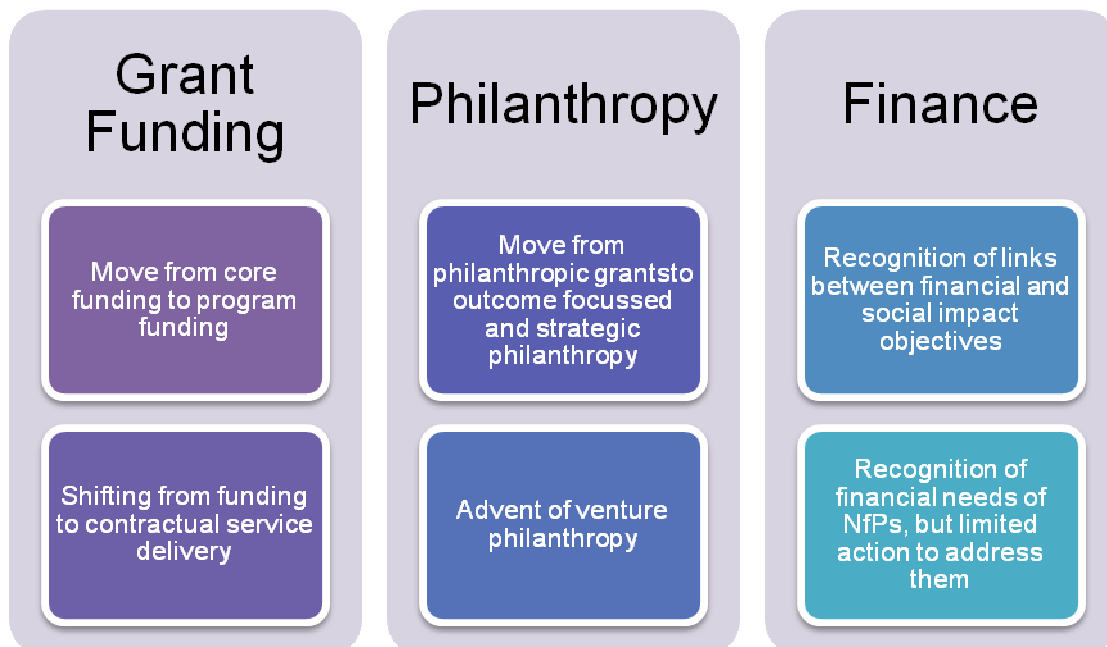 Grant
Funding
Move from core
funding to program
funding
Shifting from funding
to contractual service
delivery
Philanthropy
Move from
philanthropic grantsto
outcome focussed
and strategic
philanthropy
Advent of venture
philanthropy
Finance
Recognition of links
between financial and
social impact
objectives
Recognition of
financial needs of
NfPs, but limited
action to address
them